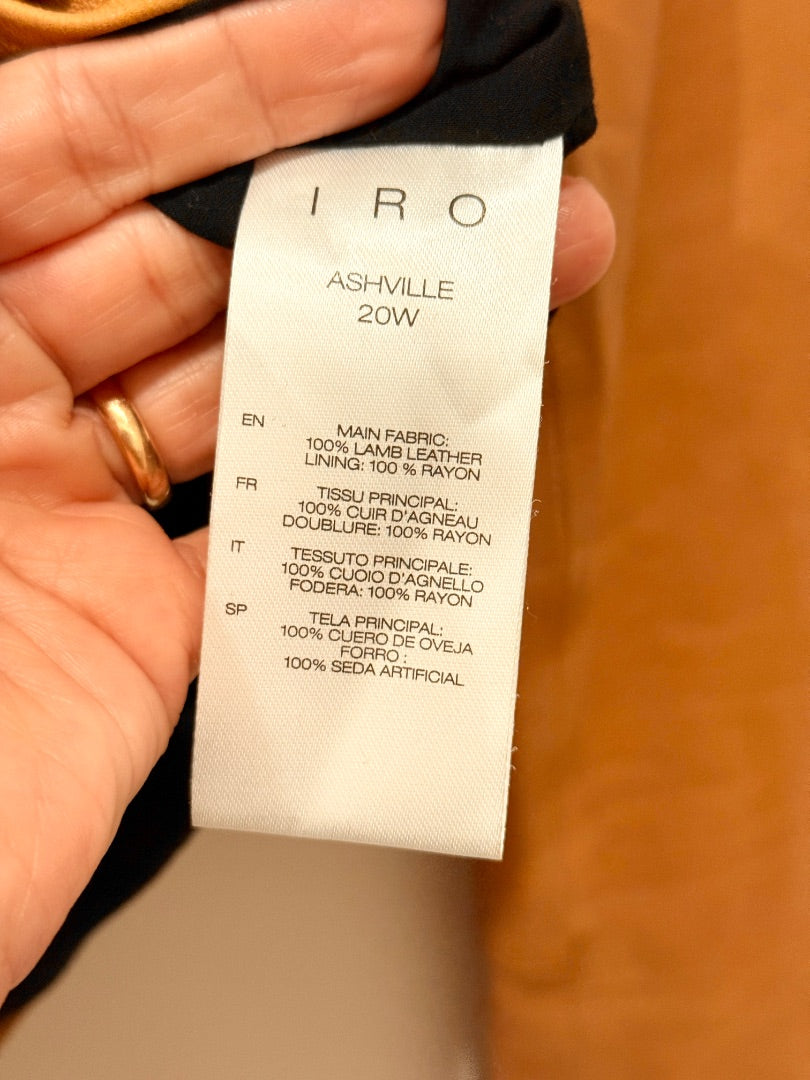 I R O
ASHVILLE
20W
EN
MAIN FABRIC:
100% LAMB LEATHER
LINING: 100 % RAYON
FR
TISSU PRINCIPAL:
100% CUIR D'AGNEAU
DOUBLURE: 100% RAYON
IT
TESSUTO PRINCIPALE:
100% CUOIO D'AGNELLO
FODERA: 100% RAYON
SP
TELA PRINCIPAL:
100% CUERO DE OVEJA
FORRO :
100% SEDA ARTIFICIAL